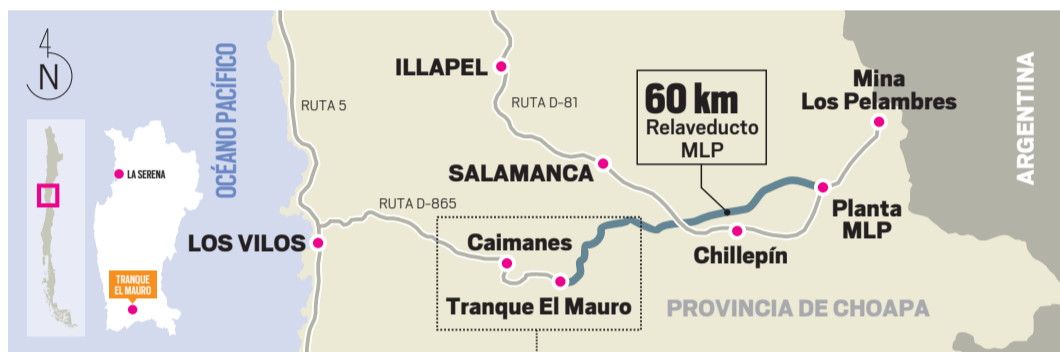 4
N
OCÉANO PACÍFICO
LA SERENA
TRANQUE
EL MAURO
RUTA 5
ILLAPEL
RUTA D-81
60 km
Relaveducto
MLP
Mina
Los Pelambres
ARGENTINA
SALAMANCA
RUTA D-865
LOS VILOS
Caimanes
Tranque El Mauro
Chillepín
Planta
MLP
PROVINCIA DE CHOAPA